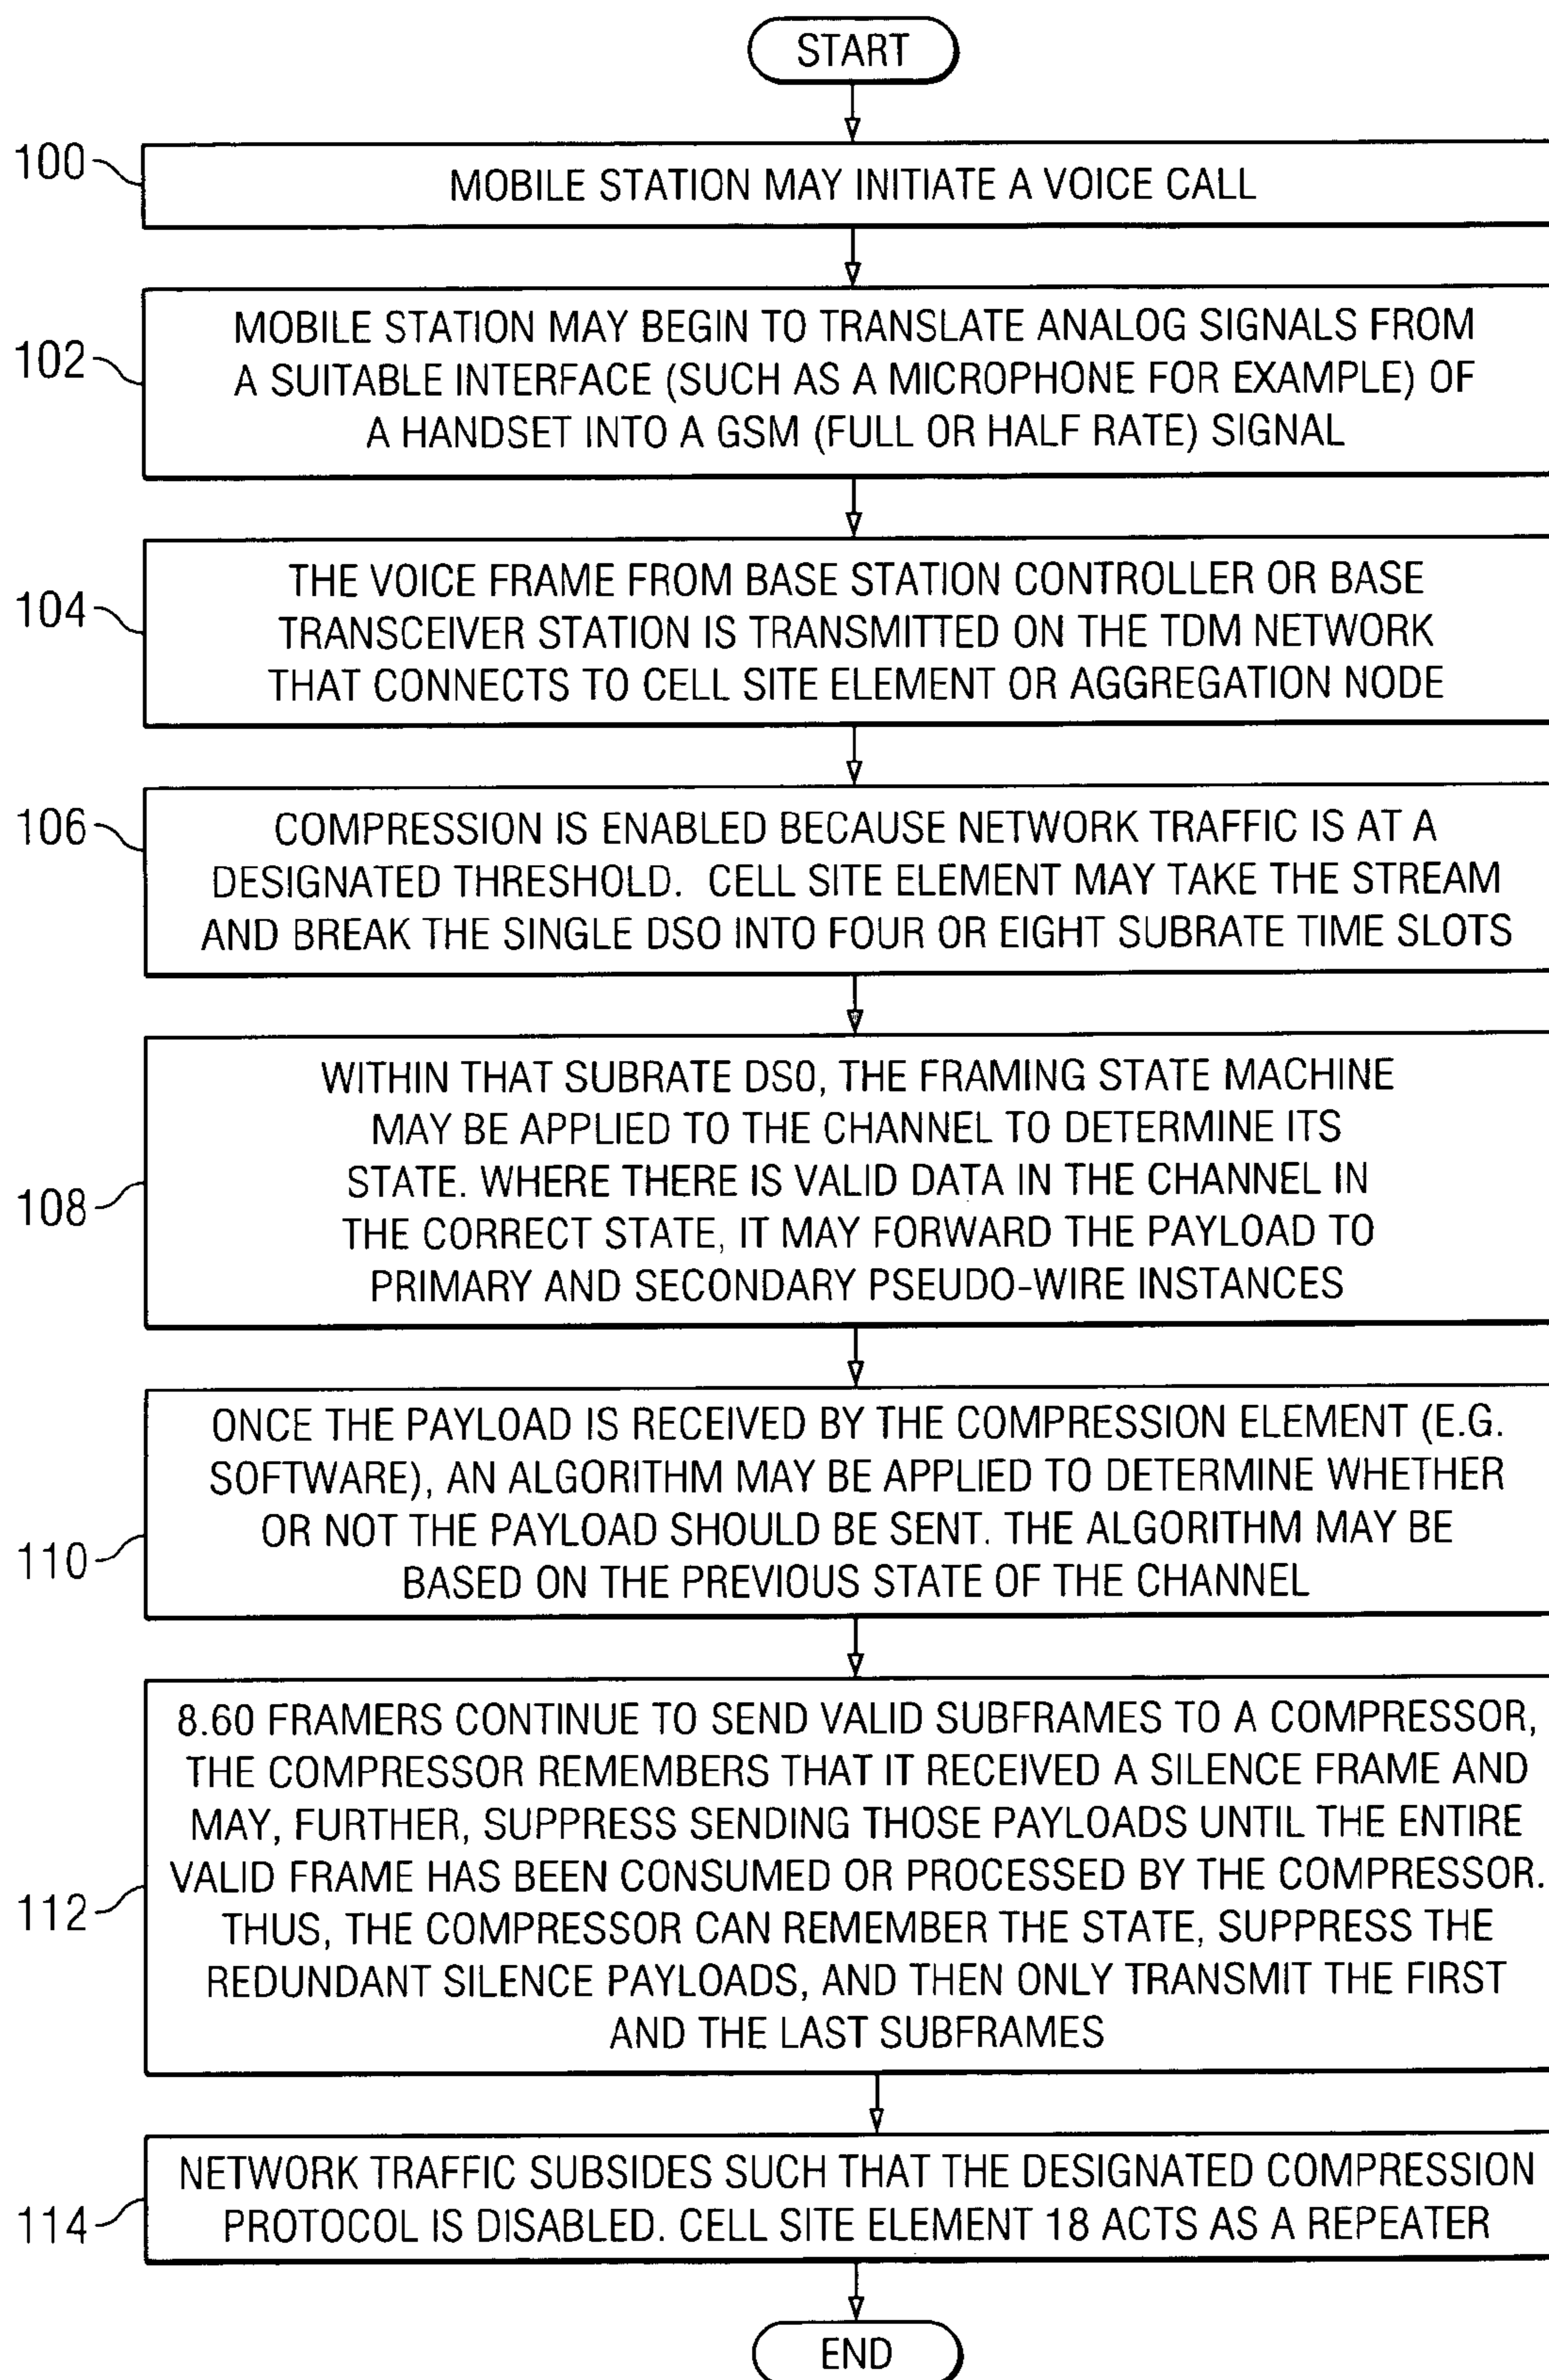 START
100
MOBILE STATION MAY INITIATE A VOICE CALL
102
MOBILE STATION MAY BEGIN TO TRANSLATE ANALOG SIGNALS FROM
A SUITABLE INTERFACE (SUCH AS A MICROPHONE FOR EXAMPLE) OF
A HANDSET INTO A GSM (FULL OR HALF RATE) SIGNAL
104
THE VOICE FRAME FROM BASE STATION CONTROLLER OR BASE
TRANSCEIVER STATION IS TRANSMITTED ON THE TDM NETWORK
THAT CONNECTS TO CELL SITE ELEMENT OR AGGREGATION NODE
106
COMPRESSION IS ENABLED BECAUSE NETWORK TRAFFIC IS AT A
DESIGNATED THRESHOLD. CELL SITE ELEMENT MAY TAKE THE STREAM
AND BREAK THE SINGLE DSO INTO FOUR OR EIGHT SUBRATE TIME SLOTS
108
WITHIN THAT SUBRATE DS0, THE FRAMING STATE MACHINE
MAY BE APPLIED TO THE CHANNEL TO DETERMINE ITS
STATE. WHERE THERE IS VALID DATA IN THE CHANNEL IN
THE CORRECT STATE, IT MAY FORWARD THE PAYLOAD TO
PRIMARY AND SECONDARY PSEUDO-WIRE INSTANCES
110
ONCE THE PAYLOAD IS RECEIVED BY THE COMPRESSION ELEMENT (E.G.
SOFTWARE), AN ALGORITHM MAY BE APPLIED TO DETERMINE WHETHER
OR NOT THE PAYLOAD SHOULD BE SENT. THE ALGORITHM MAY BE
BASED ON THE PREVIOUS STATE OF THE CHANNEL
112
8.60 FRAMERS CONTINUE TO SEND VALID SUBFRAMES TO A COMPRESSOR,
THE COMPRESSOR REMEMBERS THAT IT RECEIVED A SILENCE FRAME AND
MAY, FURTHER, SUPPRESS SENDING THOSE PAYLOADS UNTIL THE ENTIRE
VALID FRAME HAS BEEN CONSUMED OR PROCESSED BY THE COMPRESSOR.
THUS, THE COMPRESSOR CAN REMEMBER THE STATE, SUPPRESS THE
REDUNDANT SILENCE PAYLOADS, AND THEN ONLY TRANSMIT THE FIRST
AND THE LAST SUBFRAMES
114
NETWORK TRAFFIC SUBSIDES SUCH THAT THE DESIGNATED COMPRESSION
PROTOCOL IS DISABLED. CELL SITE ELEMENT 18 ACTS AS A REPEATER
END